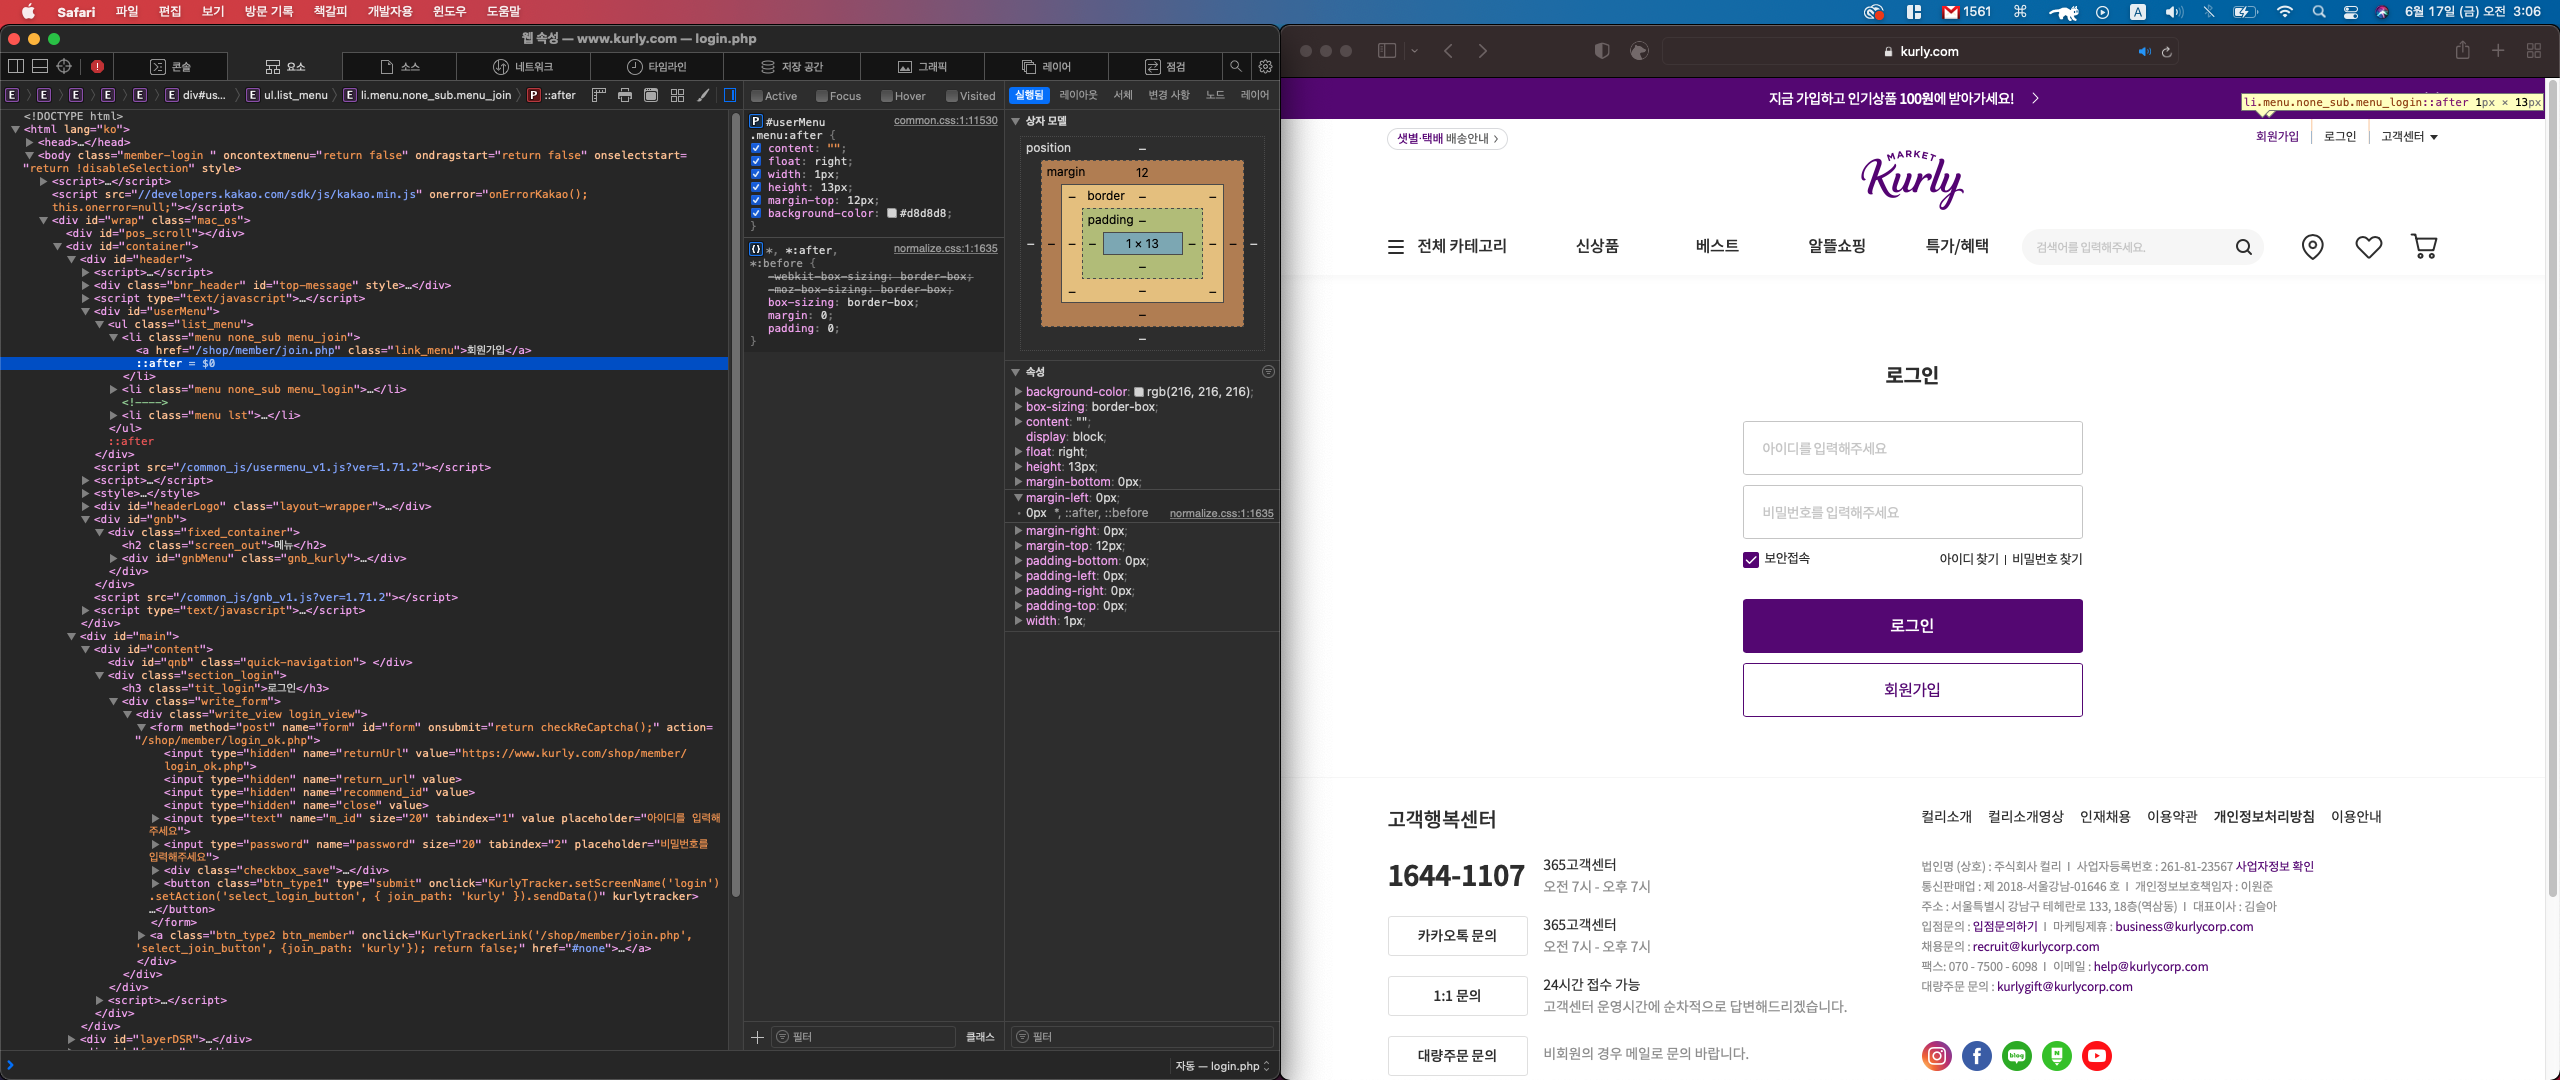 Safari 파일 편집 보기 방문 기록 책갈피 개발자용 윈도우 도움말
1561 A 6월 17일 (금) 오전 3:06
웹 속성 — www.kurly.com — login.php
콘솔 요소 소스 네트워크 타임라인 저장 공간 그래픽 레이어 점검
E E E E E E div#us... E ul.list_menu E li.menu.none_sub.menu_join P ::after
<!DOCTYPE html>
<html lang="ko">
<head>…</head>
<body class="member-login " oncontextmenu="return false" ondragstart="return false" onselectstart=
"return !disableSelection" style>
<script>…</script>
<script src="//developers.kakao.com/sdk/js/kakao.min.js" onerror="onErrorKakao();
this.onerror=null;"></script>
<div id="wrap" class="mac_os">
<div id="pos_scroll"></div>
<div id="container">
<div id="header">
<script>…</script>
<div class="bnr_header" id="top-message" style>…</div>
<script type="text/javascript">…</script>
<div id="userMenu">
<ul class="list_menu">
<li class="menu none_sub menu_join">
<a href="/shop/member/join.php" class="link_menu">회원가입</a>
::after = $0
</li>
<li class="menu none_sub menu_login">…</li>
<!---->
<li class="menu lst">…</li>
</ul>
::after
</div>
<script src="/common_js/usermenu_v1.js?ver=1.71.2"></script>
<script>…</script>
<style>…</style>
<div id="headerLogo" class="layout-wrapper">…</div>
<div id="gnb">
<div class="fixed_container">
<h2 class="screen_out">메뉴</h2>
<div id="gnbMenu" class="gnb_kurly">…</div>
</div>
</div>
<script src="/common_js/gnb_v1.js?ver=1.71.2"></script>
<script type="text/javascript">…</script>
</div>
<div id="main">
<div id="content">
<div id="qnb" class="quick-navigation"> </div>
<div class="section_login">
<h3 class="tit_login">로그인</h3>
<div class="write_form">
<div class="write_view login_view">
<form method="post" name="form" id="form" onsubmit="return checkReCaptcha();" action=
"/shop/member/login_ok.php">
<input type="hidden" name="returnUrl" value="https://www.kurly.com/shop/member/
login_ok.php">
<input type="hidden" name="return_url" value>
<input type="hidden" name="recommend_id" value>
<input type="hidden" name="close" value>
<input type="text" name="m_id" size="20" tabindex="1" value placeholder="아이디를 입력해
주세요">
<input type="password" name="password" size="20" tabindex="2" placeholder="비밀번호를
입력해주세요">
<div class="checkbox_save">…</div>
<button class="btn_type1" type="submit" onclick="KurlyTracker.setScreenName('login')
.setAction('select_login_button', { join_path: 'kurly' }).sendData()" kurlytracker>
…</button>
</form>
<a class="btn_type2 btn_member" onclick="KurlyTrackerLink('/shop/member/join.php',
'select_join_button', {join_path: 'kurly'}); return false;" href="#none">…</a>
</div>
</div>
</div>
<script>…</script>
</div>
</div>
<div id="layerDSR">…</div>
Active Focus Hover Visited
P #userMenu common.css:1:11530
.menu:after {
content: "";
float: right;
width: 1px;
height: 13px;
margin-top: 12px;
background-color: #d8d8d8;
}
*, *:after, normalize.css:1:1635
*:before {
-webkit-box-sizing: border-box;
-moz-box-sizing: border-box;
box-sizing: border-box;
margin: 0;
padding: 0;
}
필터 클래스
실행됨 레이아웃 서체 변경 사항 노드 레이어
상자 모델
position –
margin 12
border –
padding –
1 × 13
속성
background-color: rgb(216, 216, 216);
box-sizing: border-box;
content: "";
display: block;
float: right;
height: 13px;
margin-bottom: 0px;
margin-left: 0px;
0px *, ::after, ::before normalize.css:1:1635
margin-right: 0px;
margin-top: 12px;
padding-bottom: 0px;
padding-left: 0px;
padding-right: 0px;
padding-top: 0px;
width: 1px;
필터
자동 — login.php
kurly.com
지금 가입하고 인기상품 100원에 받아가세요!
li.menu.none_sub.menu_login::after 1px × 13px
샛별·택배 배송안내
회원가입 로그인 고객센터
MARKET
Kurly
전체 카테고리 신상품 베스트 알뜰쇼핑 특가/혜택 검색어를 입력해주세요.
로그인
아이디를 입력해주세요
비밀번호를 입력해주세요
보안접속 아이디 찾기 | 비밀번호 찾기
로그인
회원가입
고객행복센터
1644-1107
365고객센터
오전 7시 - 오후 7시
카카오톡 문의
365고객센터
오전 7시 - 오후 7시
1:1 문의
24시간 접수 가능
고객센터 운영시간에 순차적으로 답변해드리겠습니다.
대량주문 문의
비회원의 경우 메일로 문의 바랍니다.
컬리소개 컬리소개영상 인재채용 이용약관 개인정보처리방침 이용안내
법인명 (상호) : 주식회사 컬리 I 사업자등록번호 : 261-81-23567 사업자정보 확인
통신판매업 : 제 2018-서울강남-01646 호 I 개인정보보호책임자 : 이원준
주소 : 서울특별시 강남구 테헤란로 133, 18층(역삼동) I 대표이사 : 김슬아
입점문의 : 입점문의하기 I 마케팅제휴 : business@kurlycorp.com
채용문의 : recruit@kurlycorp.com
팩스: 070 - 7500 - 6098 I 이메일 : help@kurlycorp.com
대량주문 문의 : kurlygift@kurlycorp.com
blog
N